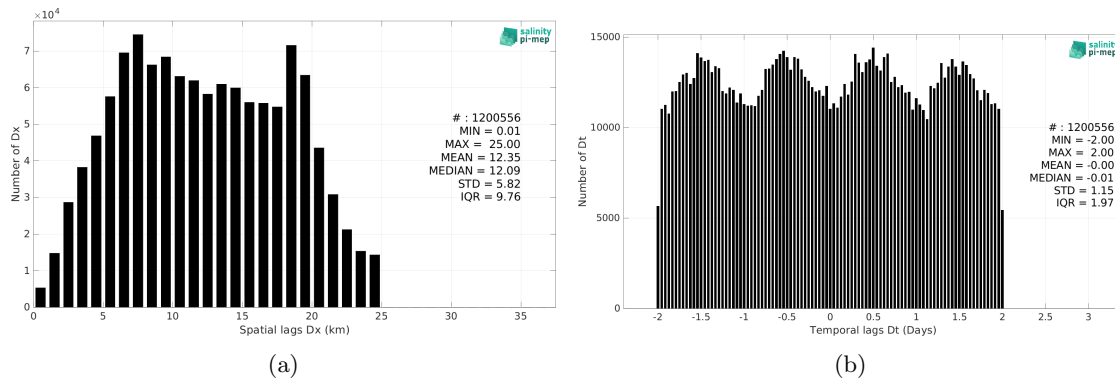 ×10⁴
7
6
5
4
3
2
1
0
Number of Dx
0 5 10 15 20 25 30 35
Spatial lags Dx (km)
salinity
pi-mep
# : 1200556
MIN = 0.01
MAX = 25.00
MEAN = 12.35
MEDIAN = 12.09
STD = 5.82
IQR = 9.76
(a)
15000
10000
5000
0
Number of Dt
-2 -1.5 -1 -0.5 0 0.5 1 1.5 2 2.5 3
Temporal lags Dt (Days)
salinity
pi-mep
# : 1200556
MIN = -2.00
MAX = 2.00
MEAN = -0.00
MEDIAN = -0.01
STD = 1.15
IQR = 1.97
(b)